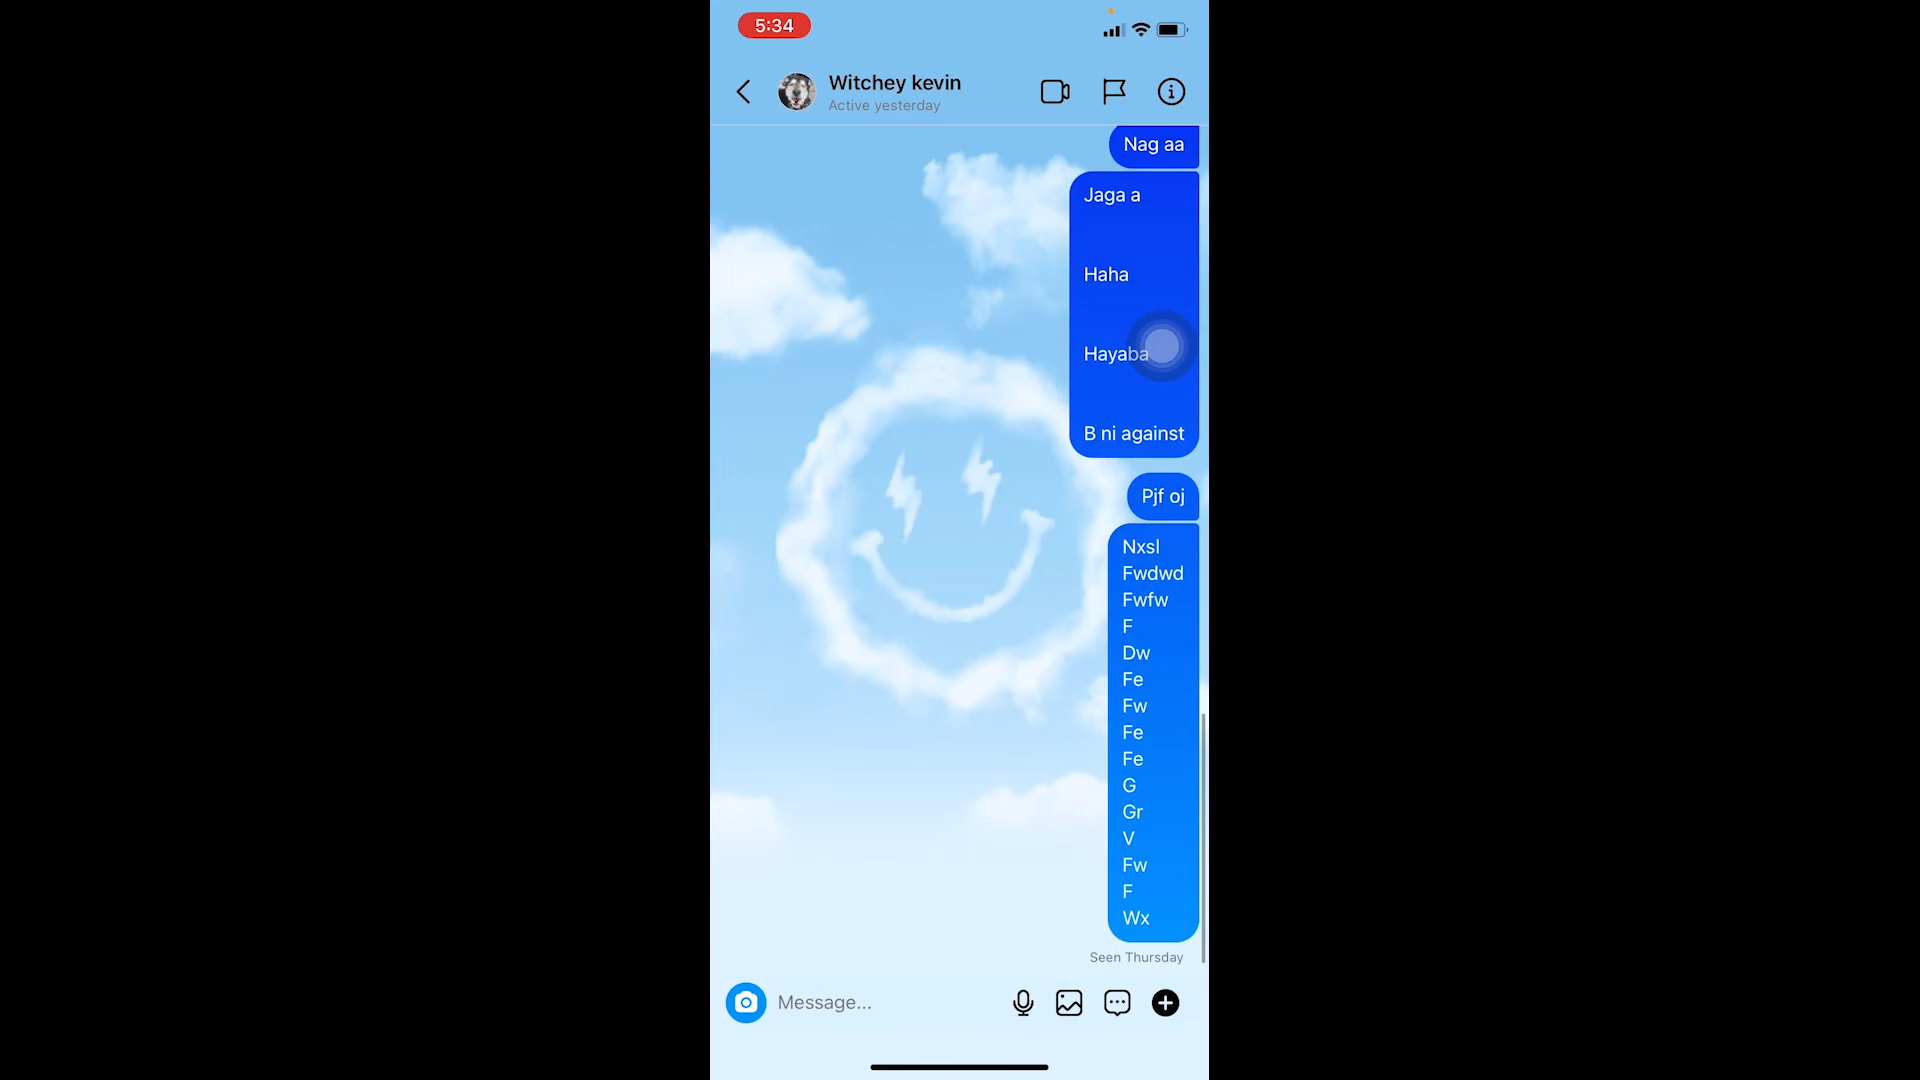 5:34
Witchey kevin
Active yesterday
Nag aa
Jaga a
Haha
Hayaba
B ni against
Pjf oj
Nxsl
Fwdwd
Fwfw
F
Dw
Fe
Fw
Fe
Fe
G
Gr
V
Fw
F
Wx
Seen Thursday
Message...